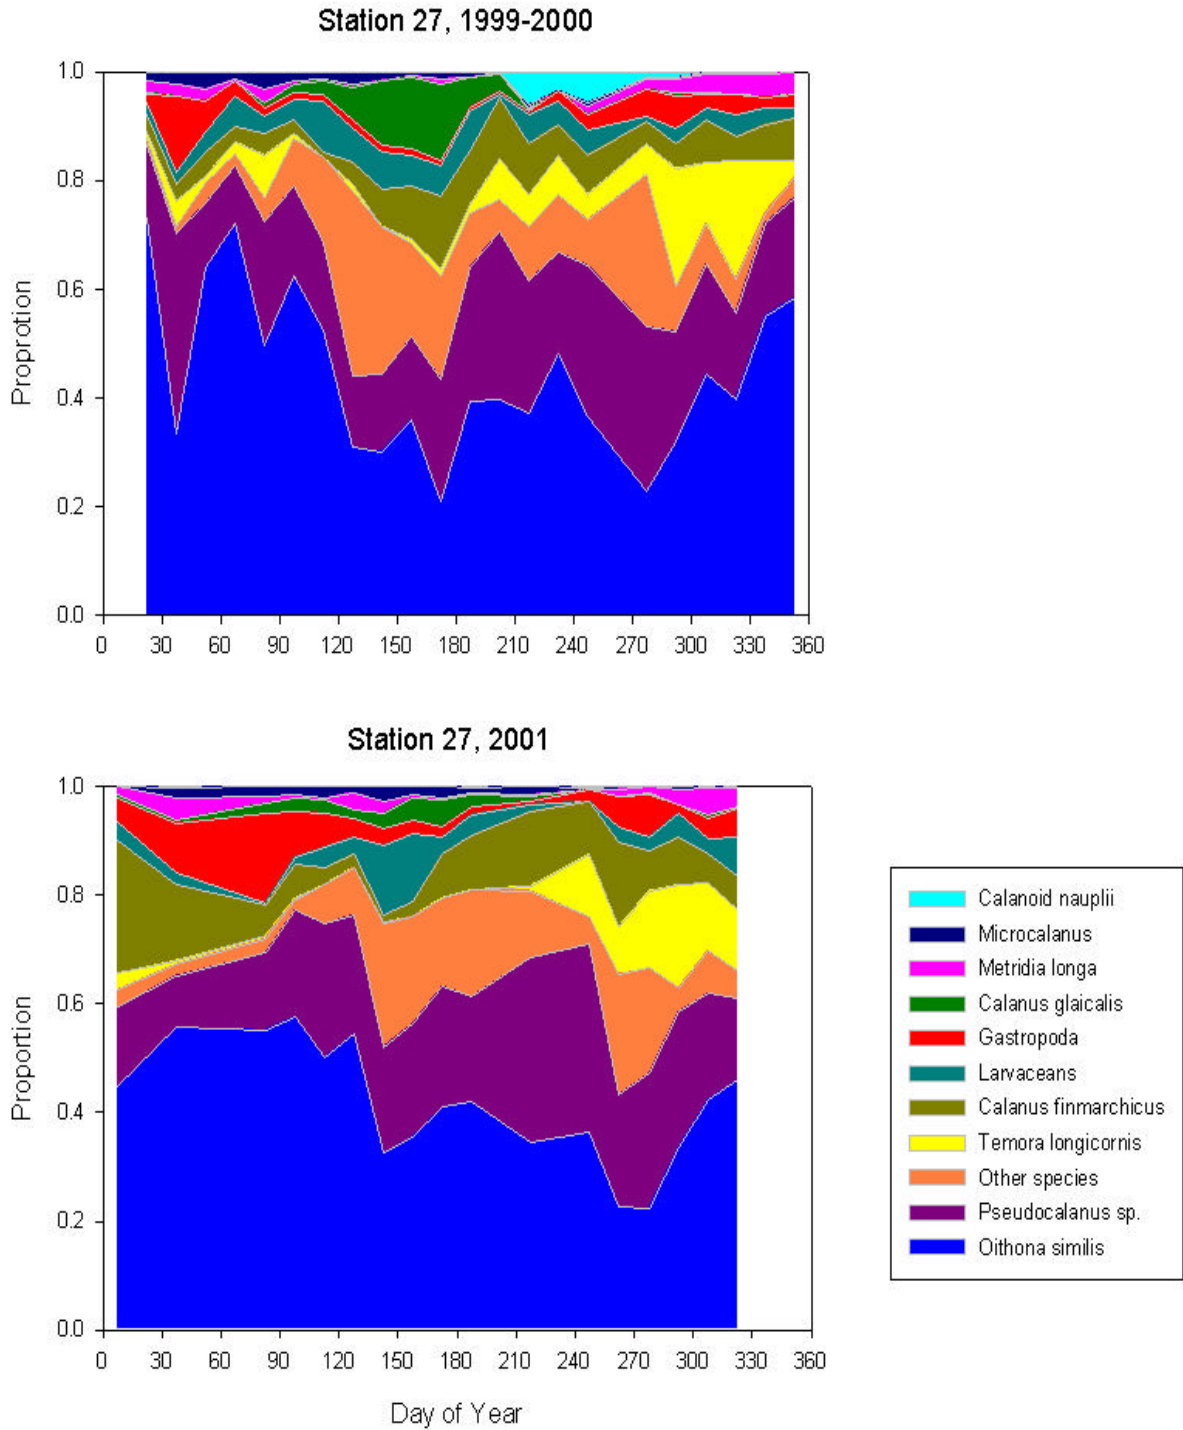 Station 27, 1999-2000
Proprotion
1.0
0.8
0.6
0.4
0.2
0.0
0 30 60 90 120 150 180 210 240 270 300 330 360
Station 27, 2001
Proportion
1.0
0.8
0.6
0.4
0.2
0.0
0 30 60 90 120 150 180 210 240 270 300 330 360
Day of Year
Calanoid nauplii
Microcalanus
Metridia longa
Calanus glaicalis
Gastropoda
Larvaceans
Calanus finmarchicus
Temora longicornis
Other species
Pseudocalanus sp.
Oithona similis